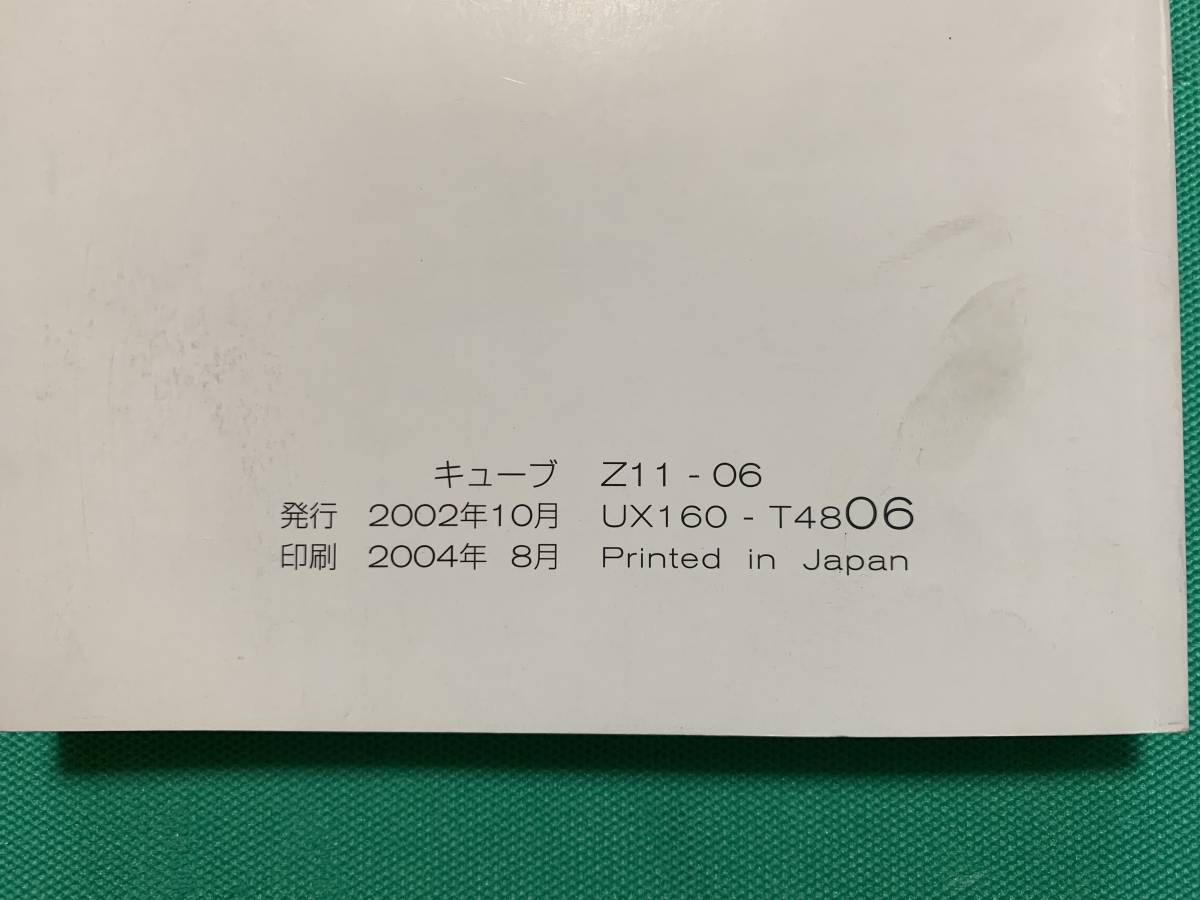 キューブ Z11 - 06
発行 2002年10月 UX160 - T4806
印刷 2004年 8月 Printed in Japan